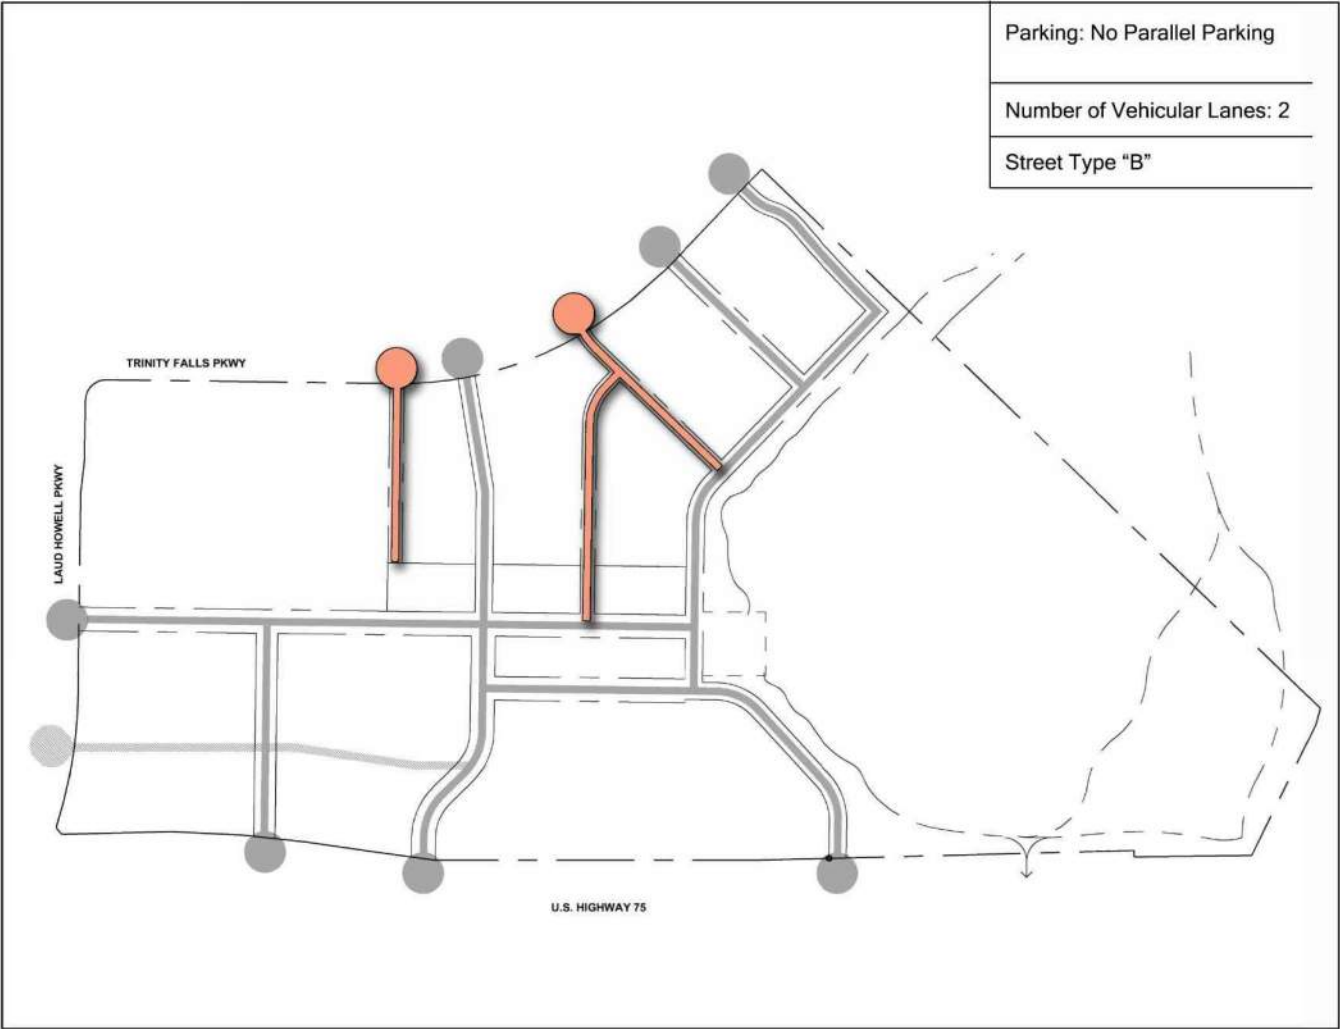 Parking: No Parallel Parking
Number of Vehicular Lanes: 2
Street Type “B”
TRINITY FALLS PKWY
LAUD HOWELL PKWY
U.S. HIGHWAY 75